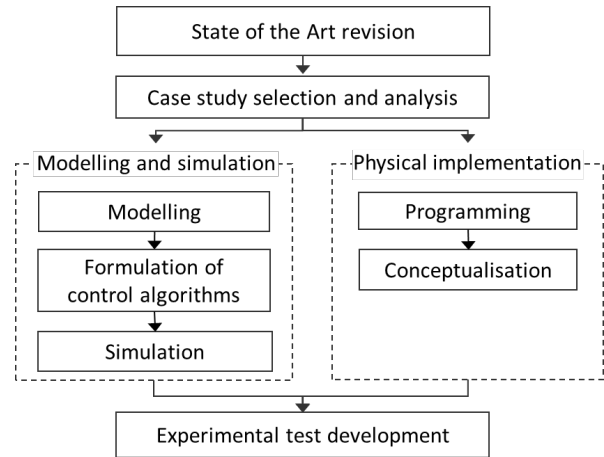 State of the Art revision
Case study selection and analysis
Modelling and simulation
Modelling
Formulation of
control algorithms
Simulation
Physical implementation
Programming
Conceptualisation
Experimental test development